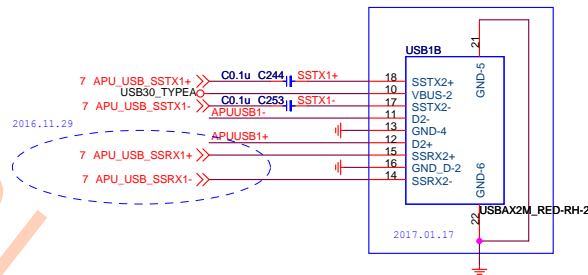 USB1B
21
GND-5
7 APU_USB_SSTX1+ C0.1u C244 SSTX1+ 18 SSTX2+
USB30_TYPEA 10 VBUS-2
7 APU_USB_SSTX1- C0.1u C253 SSTX1- 17 SSTX2-
APUUSB1- 11 D2-
2016.11.29
13 GND-4
APUUSB1+ 12 D2+
7 APU_USB_SSRX1+ 15 SSRX2+
16 GND_D-2
7 APU_USB_SSRX1- 14 SSRX2-
GND-6
22
USBAX2M_RED-RH-2
2017.01.17